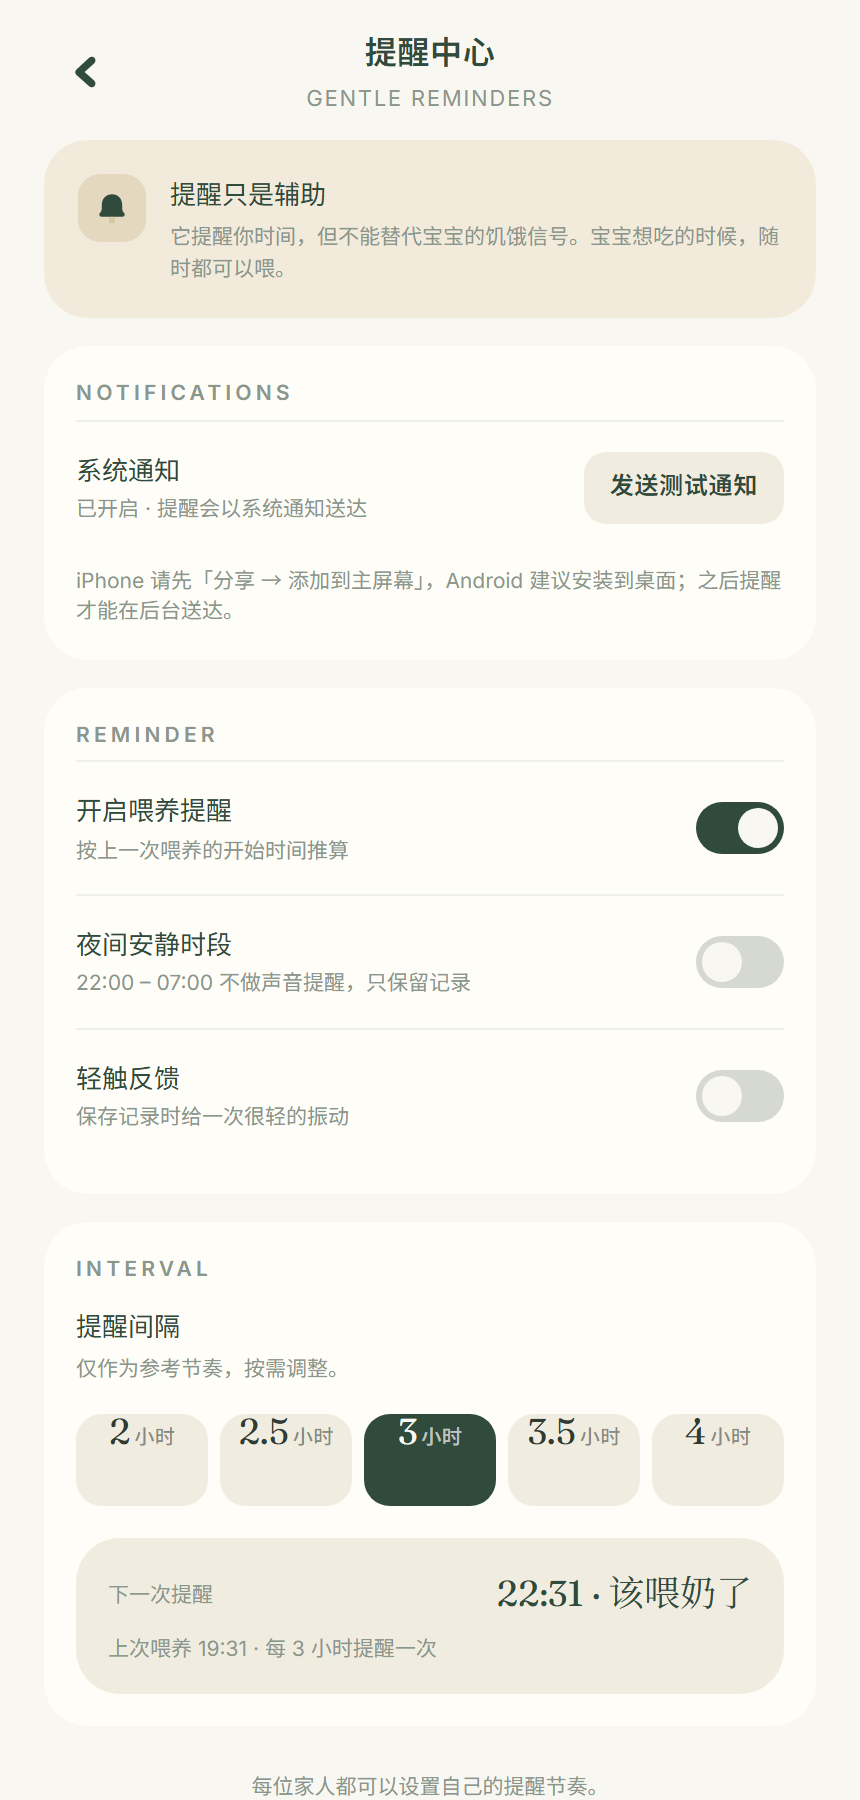 提醒中心
GENTLE REMINDERS
提醒只是辅助
它提醒你时间，但不能替代宝宝的饥饿信号。宝宝想吃的时候，随
时都可以喂。
NOTIFICATIONS
系统通知
已开启 · 提醒会以系统通知送达
发送测试通知
iPhone 请先「分享 → 添加到主屏幕」，Android 建议安装到桌面；之后提醒
才能在后台送达。
REMINDER
开启喂养提醒
按上一次喂养的开始时间推算
夜间安静时段
22:00 – 07:00 不做声音提醒，只保留记录
轻触反馈
保存记录时给一次很轻的振动
INTERVAL
提醒间隔
仅作为参考节奏，按需调整。
2 小时 2.5 小时 3 小时 3.5 小时 4 小时
下一次提醒 22:31 · 该喂奶了
上次喂养 19:31 · 每 3 小时提醒一次
每位家人都可以设置自己的提醒节奏。